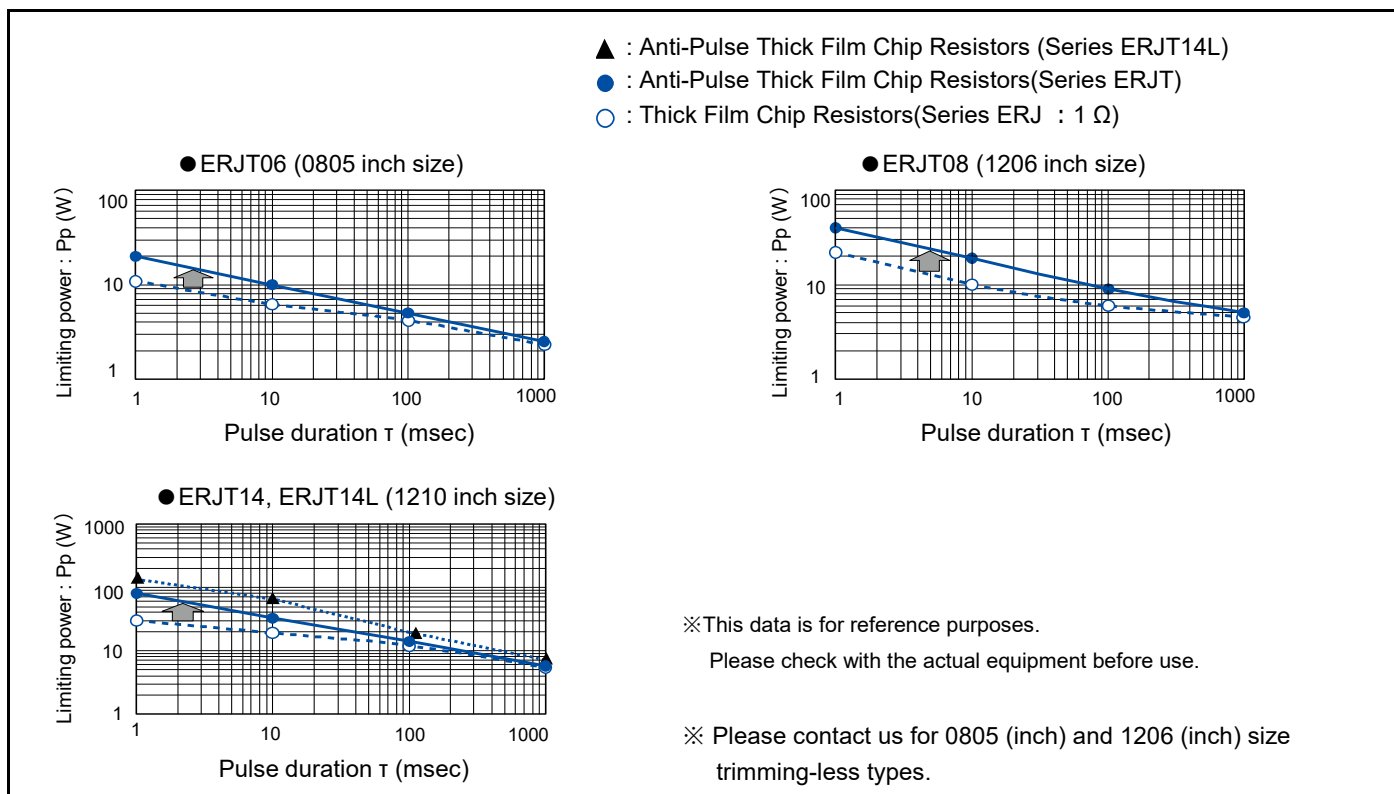 ▲ : Anti-Pulse Thick Film Chip Resistors (Series ERJT14L)
● : Anti-Pulse Thick Film Chip Resistors(Series ERJT)
○ : Thick Film Chip Resistors(Series ERJ : 1 Ω)
●ERJT06 (0805 inch size)
Limiting power : Pp (W)
100
10
1
1 10 100 1000
Pulse duration τ (msec)
●ERJT08 (1206 inch size)
Limiting power : Pp (W)
100
10
1
1 10 100 1000
Pulse duration τ (msec)
●ERJT14, ERJT14L (1210 inch size)
Limiting power : Pp (W)
1000
100
10
1
1 10 100 1000
Pulse duration τ (msec)
※This data is for reference purposes.
Please check with the actual equipment before use.
※ Please contact us for 0805 (inch) and 1206 (inch) size
trimming-less types.